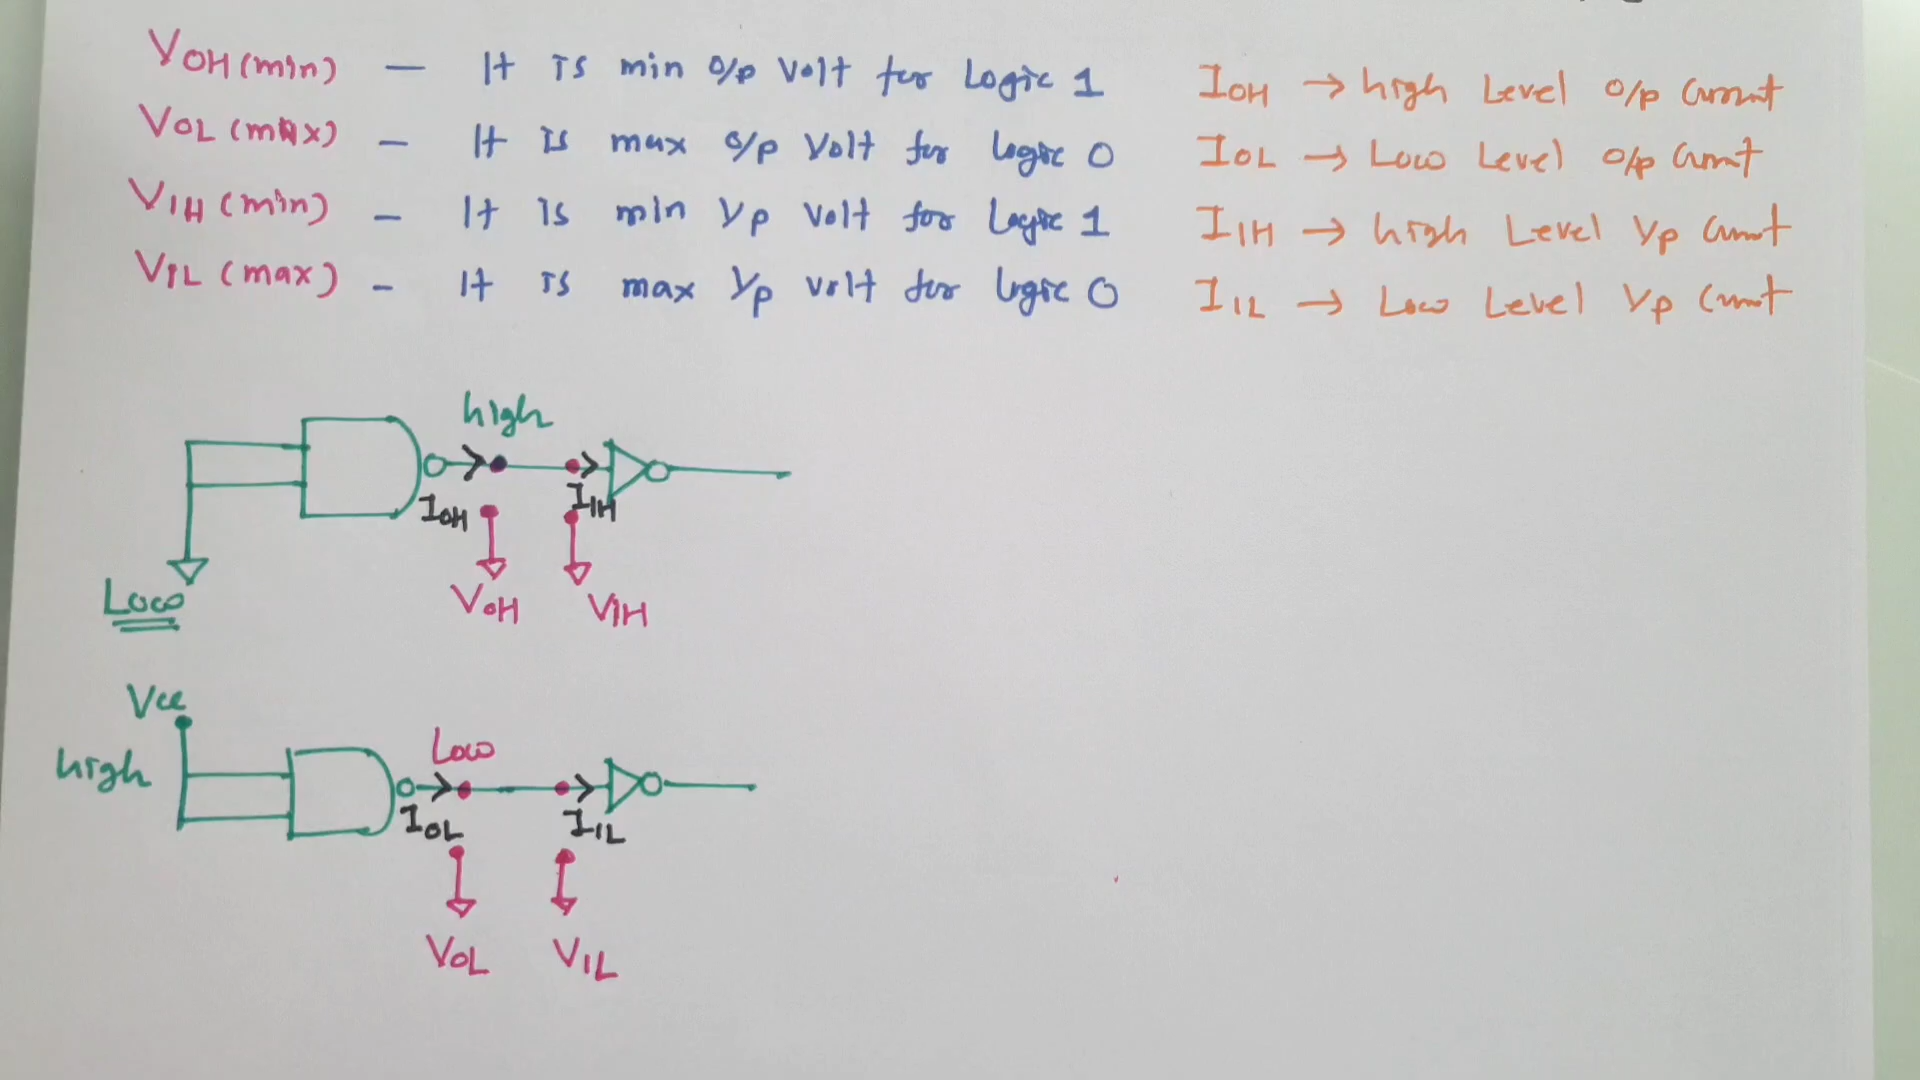 VOH (min) — It is min o/p Volt for Logic 1
VOL (max) – It is max o/p Volt for logic 0
VIH (min) – It is min I/p Volt for Logic 1
VIL (max) – It is max I/p volt for logic 0
IOH → high Level o/p Current
IOL → Low Level o/p Current
IIH → high Level I/p Current
IIL → Low Level I/p Current
high
IOH IIH
Low
VOH VIH
Vcc
high
Low
IOL IIL
VOL VIL